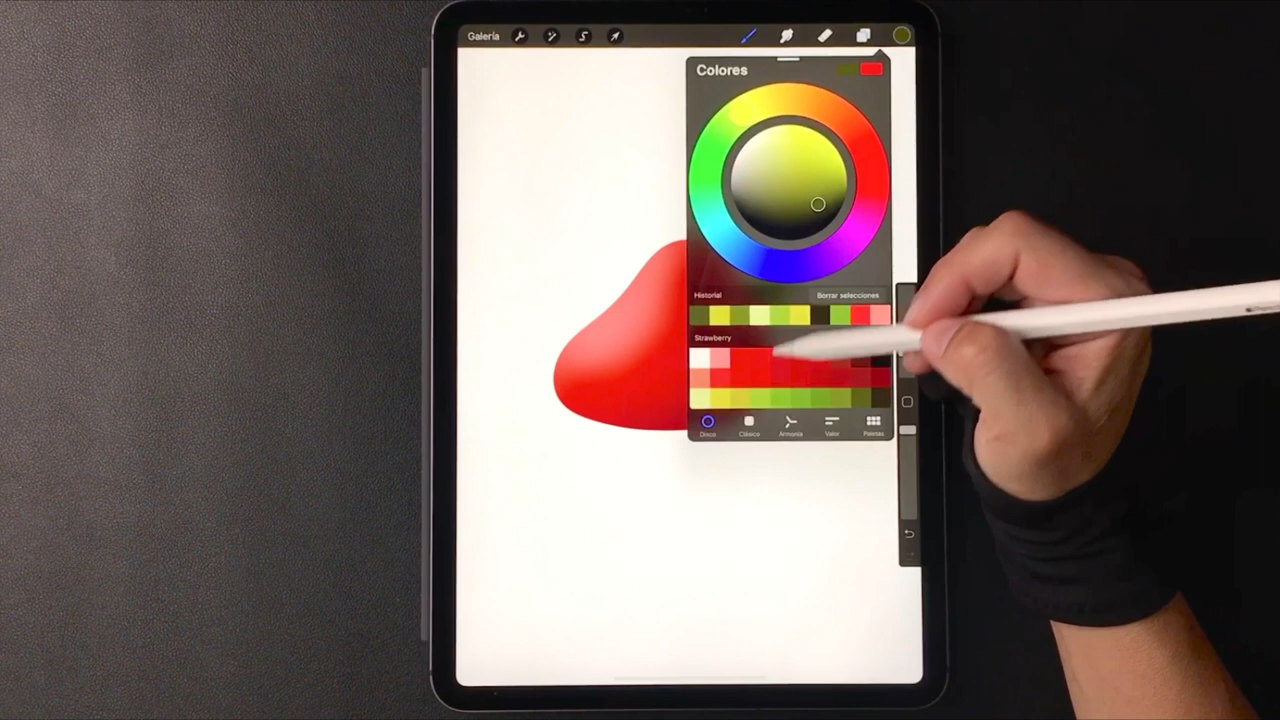 Galería
Colores
Historial
Borrar selecciones
Strawberry
Disco
Clásico
Armonía
Valor
Paletas